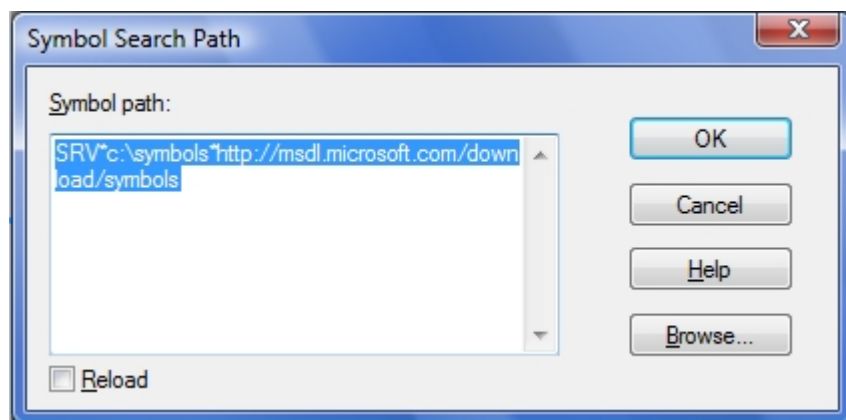 Symbol Search Path
Symbol path:
SRV*c:\symbols*http://msdl.microsoft.com/down
load/symbols
OK
Cancel
Help
Browse...
Reload